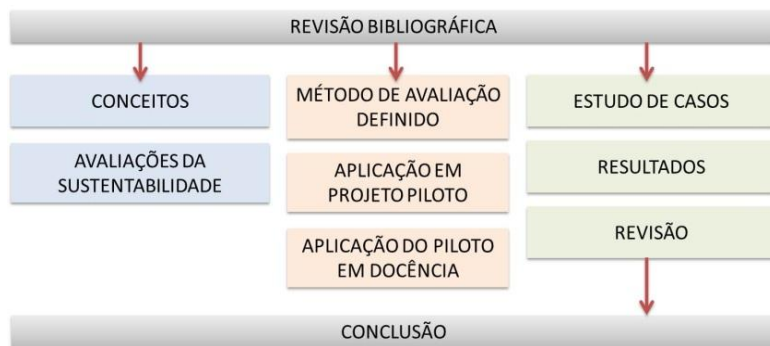 REVISÃO BIBLIOGRÁFICA
CONCEITOS
AVALIAÇÕES DA
SUSTENTABILIDADE
MÉTODO DE AVALIAÇÃO
DEFINIDO
APLICAÇÃO EM
PROJETO PILOTO
APLICAÇÃO DO PILOTO
EM DOCÊNCIA
ESTUDO DE CASOS
RESULTADOS
REVISÃO
CONCLUSÃO